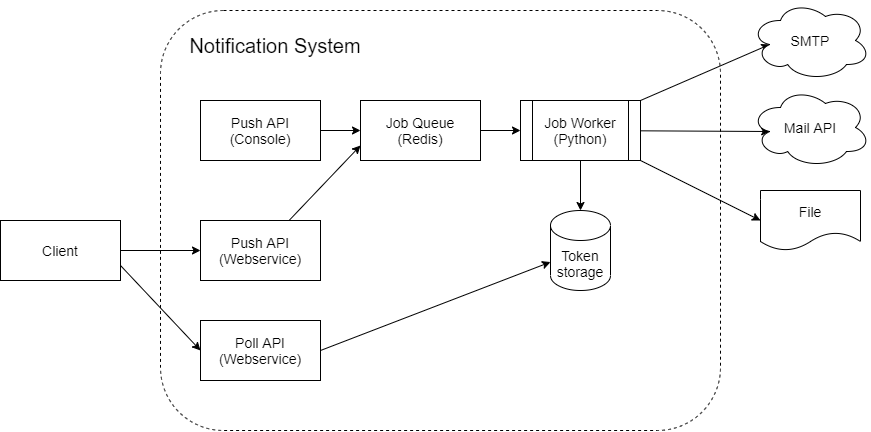 Notification System
SMTP
Push API
(Console)
Job Queue
(Redis)
Job Worker
(Python)
Mail API
Client
Push API
(Webservice)
Token
storage
File
Poll API
(Webservice)